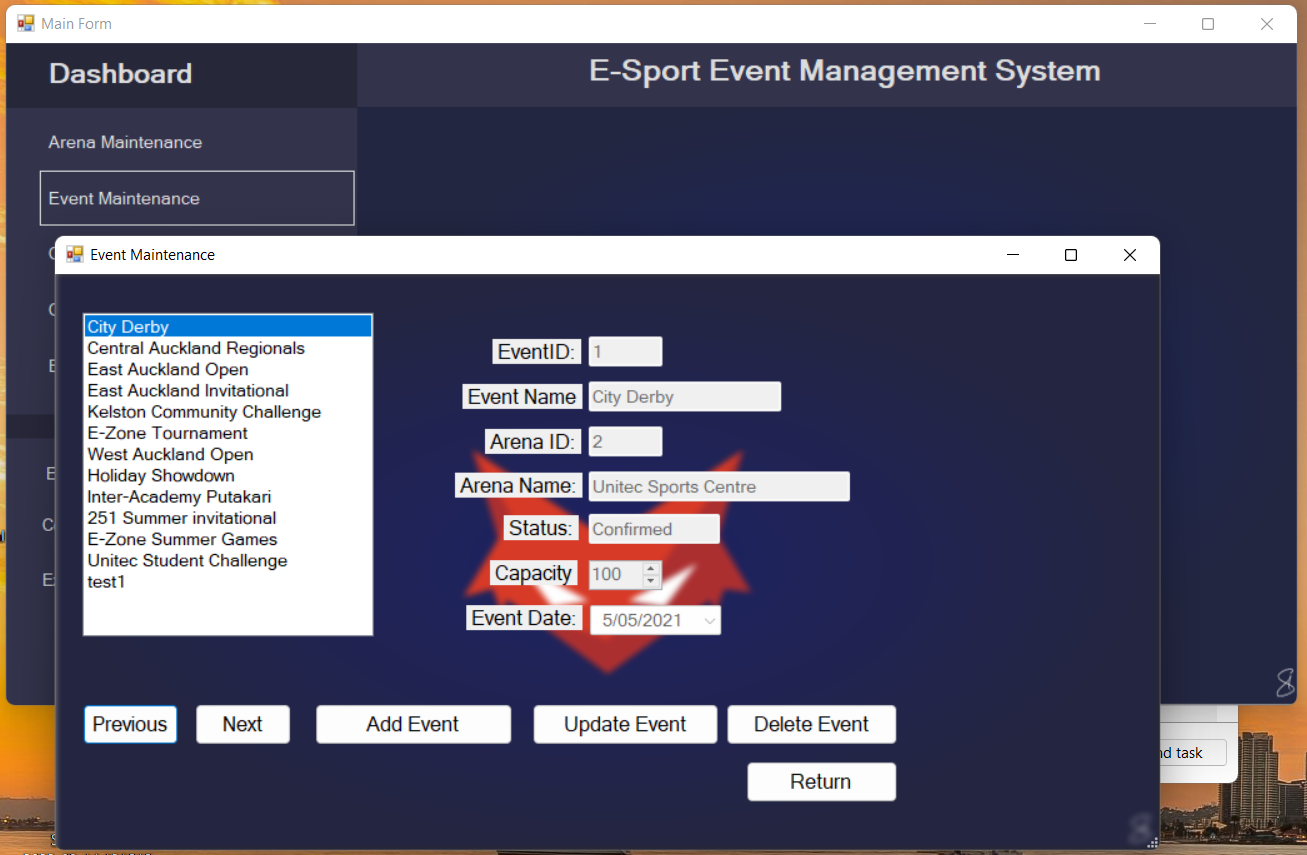 Main Form
Dashboard
E-Sport Event Management System
Arena Maintenance
Event Maintenance
Event Maintenance
City Derby
Central Auckland Regionals
East Auckland Open
East Auckland Invitational
Kelston Community Challenge
E-Zone Tournament
West Auckland Open
Holiday Showdown
Inter-Academy Putakari
251 Summer invitational
E-Zone Summer Games
Unitec Student Challenge
test1
EventID: 1
Event Name City Derby
Arena ID: 2
Arena Name: Unitec Sports Centre
Status: Confirmed
Capacity 100
Event Date: 5/05/2021
Previous Next Add Event Update Event Delete Event
task
Return